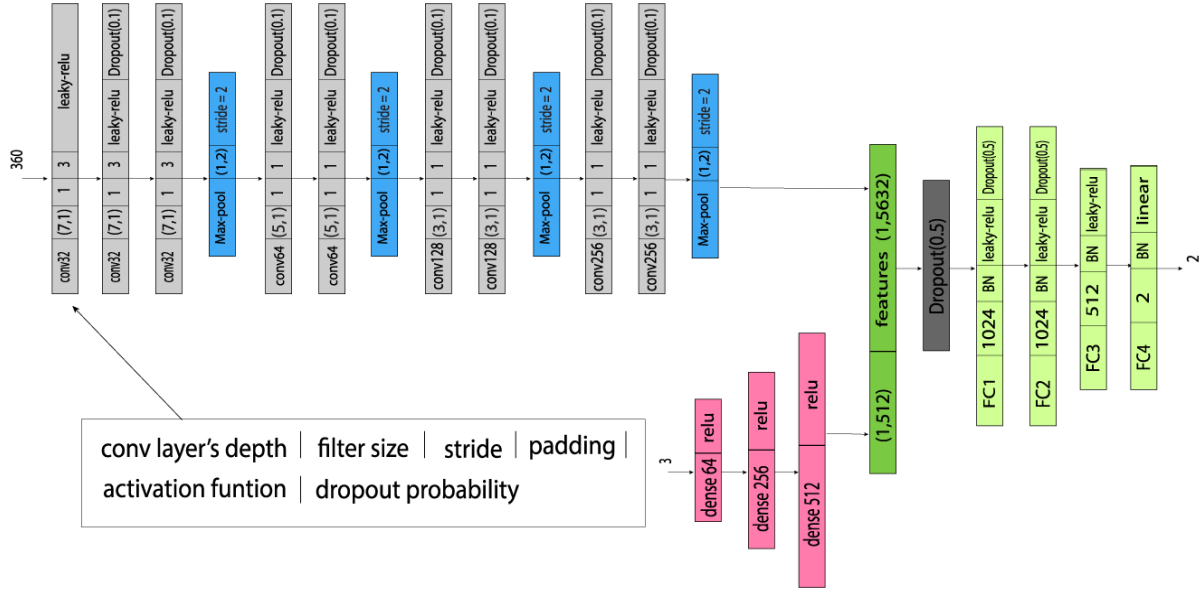 360
conv32 | (7,1) | 1 | 3 | leaky-relu
conv32 | (7,1) | 1 | 3 | leaky-relu | Dropout(0.1)
conv32 | (7,1) | 1 | 3 | leaky-relu | Dropout(0.1)
Max-pool | (1,2) | stride = 2
conv64 | (5,1) | 1 | 1 | leaky-relu | Dropout(0.1)
conv64 | (5,1) | 1 | 1 | leaky-relu | Dropout(0.1)
Max-pool | (1,2) | stride = 2
conv128 | (3,1) | 1 | 1 | leaky-relu | Dropout(0.1)
conv128 | (3,1) | 1 | 1 | leaky-relu | Dropout(0.1)
Max-pool | (1,2) | stride = 2
conv256 | (3,1) | 1 | 1 | leaky-relu | Dropout(0.1)
conv256 | (3,1) | 1 | 1 | leaky-relu | Dropout(0.1)
Max-pool | (1,2) | stride = 2
conv layer's depth | filter size | stride | padding |
activation funtion | dropout probability
3
dense 64 | relu
dense 256 | relu
dense 512 | relu
(1,512) | features (1,5632)
Dropout(0.5)
FC1 | 1024 | BN | leaky-relu | Dropout(0.5)
FC2 | 1024 | BN | leaky-relu | Dropout(0.5)
FC3 | 512 | BN | leaky-relu
FC4 | 2 | BN | linear
2